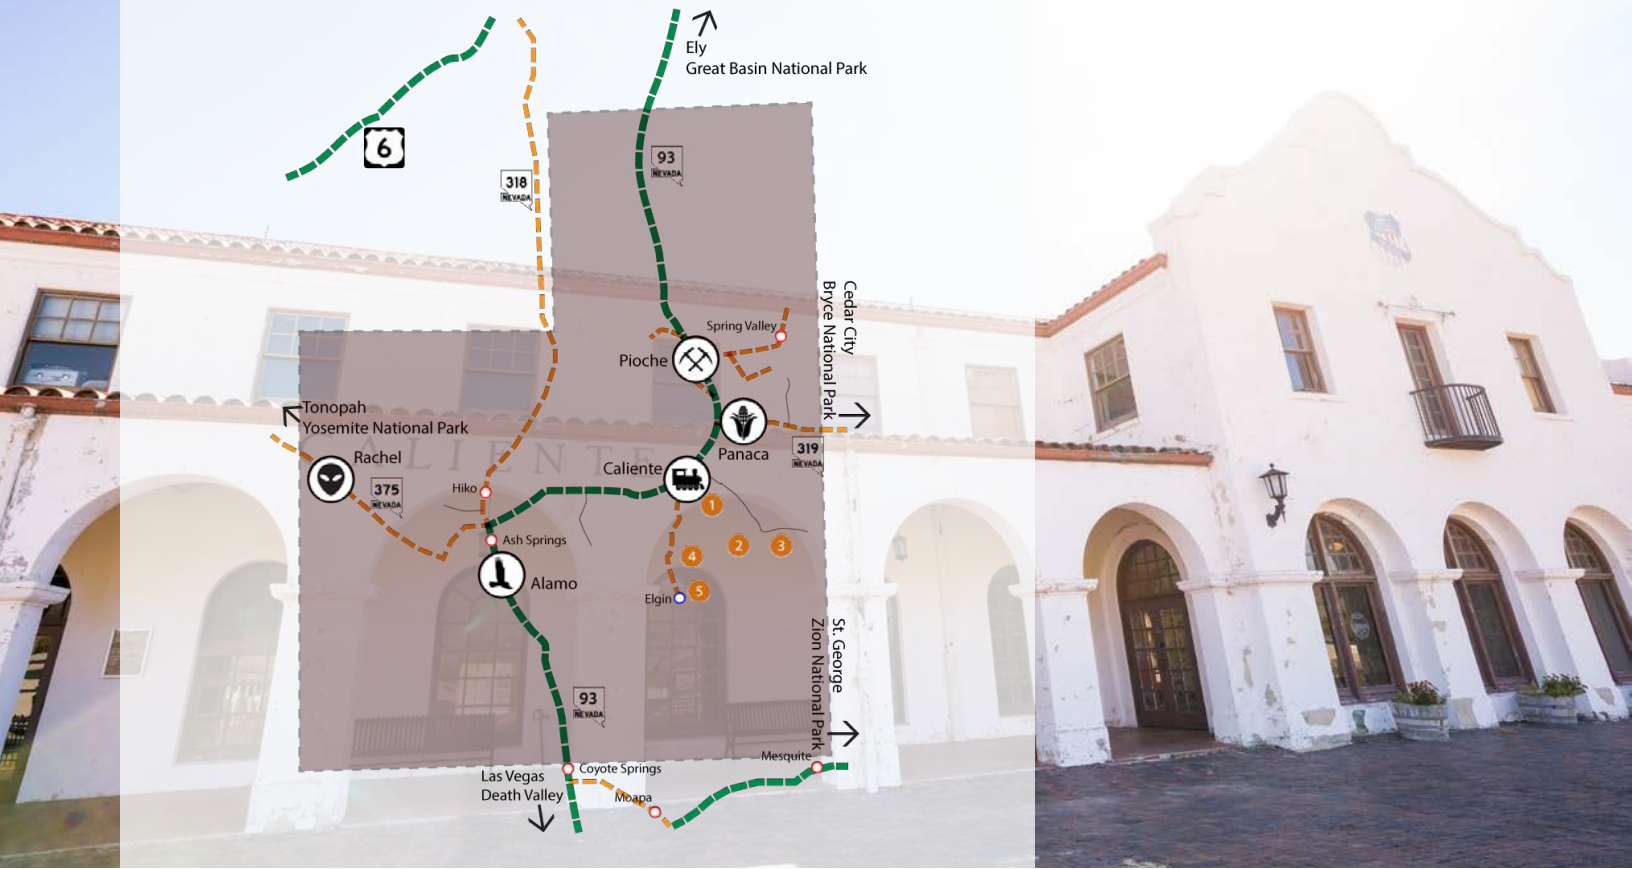 Ely
Great Basin National Park
6
93
NEVADA
318
NEVADA
Cedar City
Bryce National Park
Spring Valley
Pioche
Tonopah
Yosemite National Park
CALIENTE
Rachel
375
NEVADA
Hiko
Caliente
Panaca
319
NEVADA
1
2
3
4
5
Ash Springs
Alamo
Elgin
St. George
Zion National Park
93
NEVADA
Mesquite
Coyote Springs
Las Vegas
Death Valley
Moapa